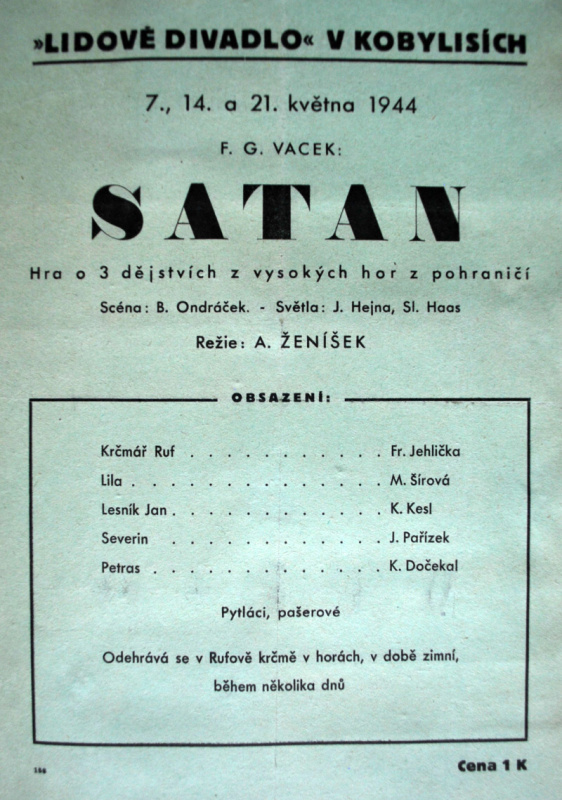 »LIDOVÉ DIVADLO« V KOBYLISÍCH
7., 14. a 21. května 1944
F. G. VACEK:
SATAN
Hra o 3 dějstvích z vysokých hor z pohraničí
Scéna: B. Ondráček. - Světla: J. Hejna, Sl. Haas
Režie: A. ŽENÍŠEK
OBSAZENÍ:
Krčmář Ruf . . . . . . . . . . . Fr. Jehlička
Lila . . . . . . . . . . . . . . M. Šírová
Lesník Jan . . . . . . . . . . . K. Kesl
Severin . . . . . . . . . . . . J. Pařízek
Petras . . . . . . . . . . . . . K. Dočekal
Pytláci, pašerové
Odehrává se v Rufově krčmě v horách, v době zimní,
během několika dnů
Cena 1 K